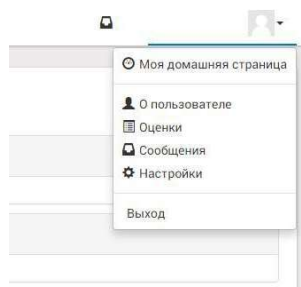 Моя домашняя страница
О пользователе
Оценки
Сообщения
Настройки
Выход